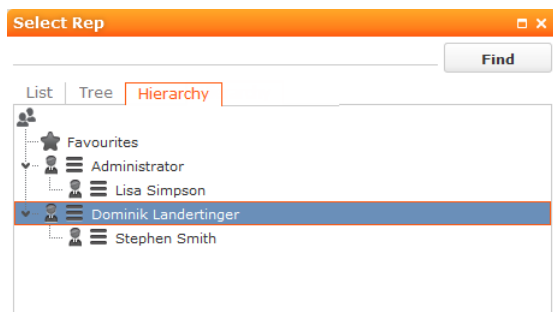 Select Rep
Find
List Tree Hierarchy
Favourites
Administrator
Lisa Simpson
Dominik Landertinger
Stephen Smith